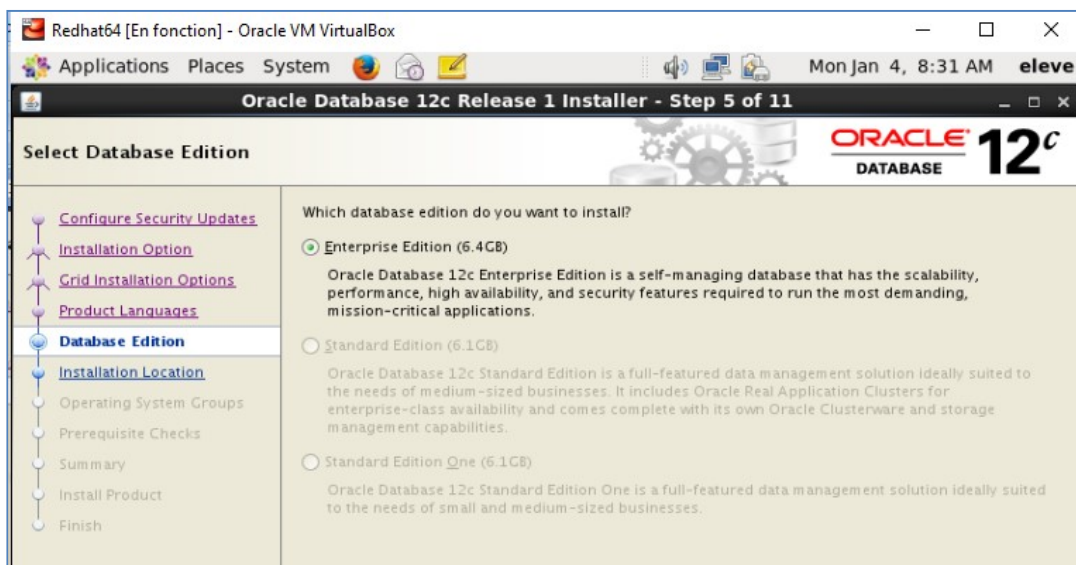 Redhat64 [En fonction] - Oracle VM VirtualBox
Applications Places System Mon Jan 4, 8:31 AM eleve
Oracle Database 12c Release 1 Installer - Step 5 of 11
Select Database Edition
ORACLE
DATABASE
12c
Configure Security Updates
Installation Option
Grid Installation Options
Product Languages
Database Edition
Installation Location
Operating System Groups
Prerequisite Checks
Summary
Install Product
Finish
Which database edition do you want to install?
Enterprise Edition (6.4GB)
Oracle Database 12c Enterprise Edition is a self-managing database that has the scalability,
performance, high availability, and security features required to run the most demanding,
mission-critical applications.
Standard Edition (6.1GB)
Oracle Database 12c Standard Edition is a full-featured data management solution ideally suited to
the needs of medium-sized businesses. It includes Oracle Real Application Clusters for
enterprise-class availability and comes complete with its own Oracle Clusterware and storage
management capabilities.
Standard Edition One (6.1GB)
Oracle Database 12c Standard Edition One is a full-featured data management solution ideally suited
to the needs of small and medium-sized businesses.